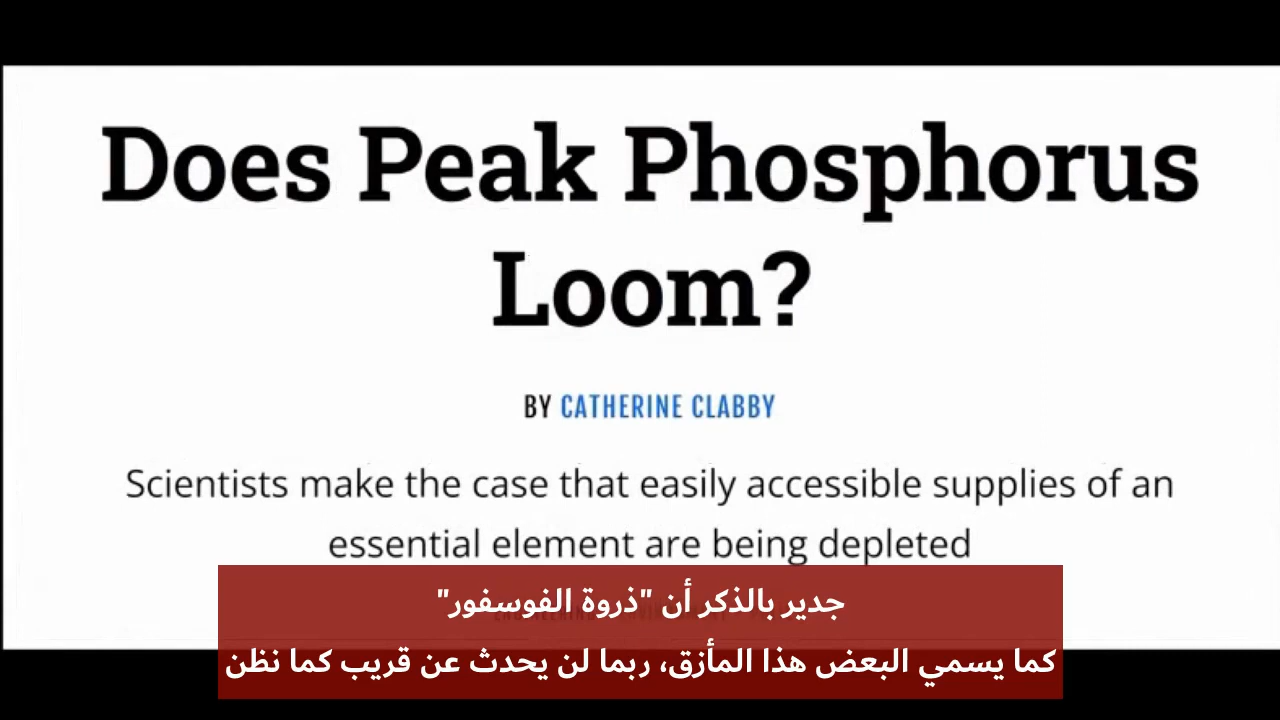 Does Peak Phosphorus
Loom?
BY CATHERINE CLABBY
Scientists make the case that easily accessible supplies of an
essential element are being depleted
جدير بالذكر أن "ذروة الفوسفور"
كما يسمي البعض هذا المأزق، ربما لن يحدث عن قريب كما نظن